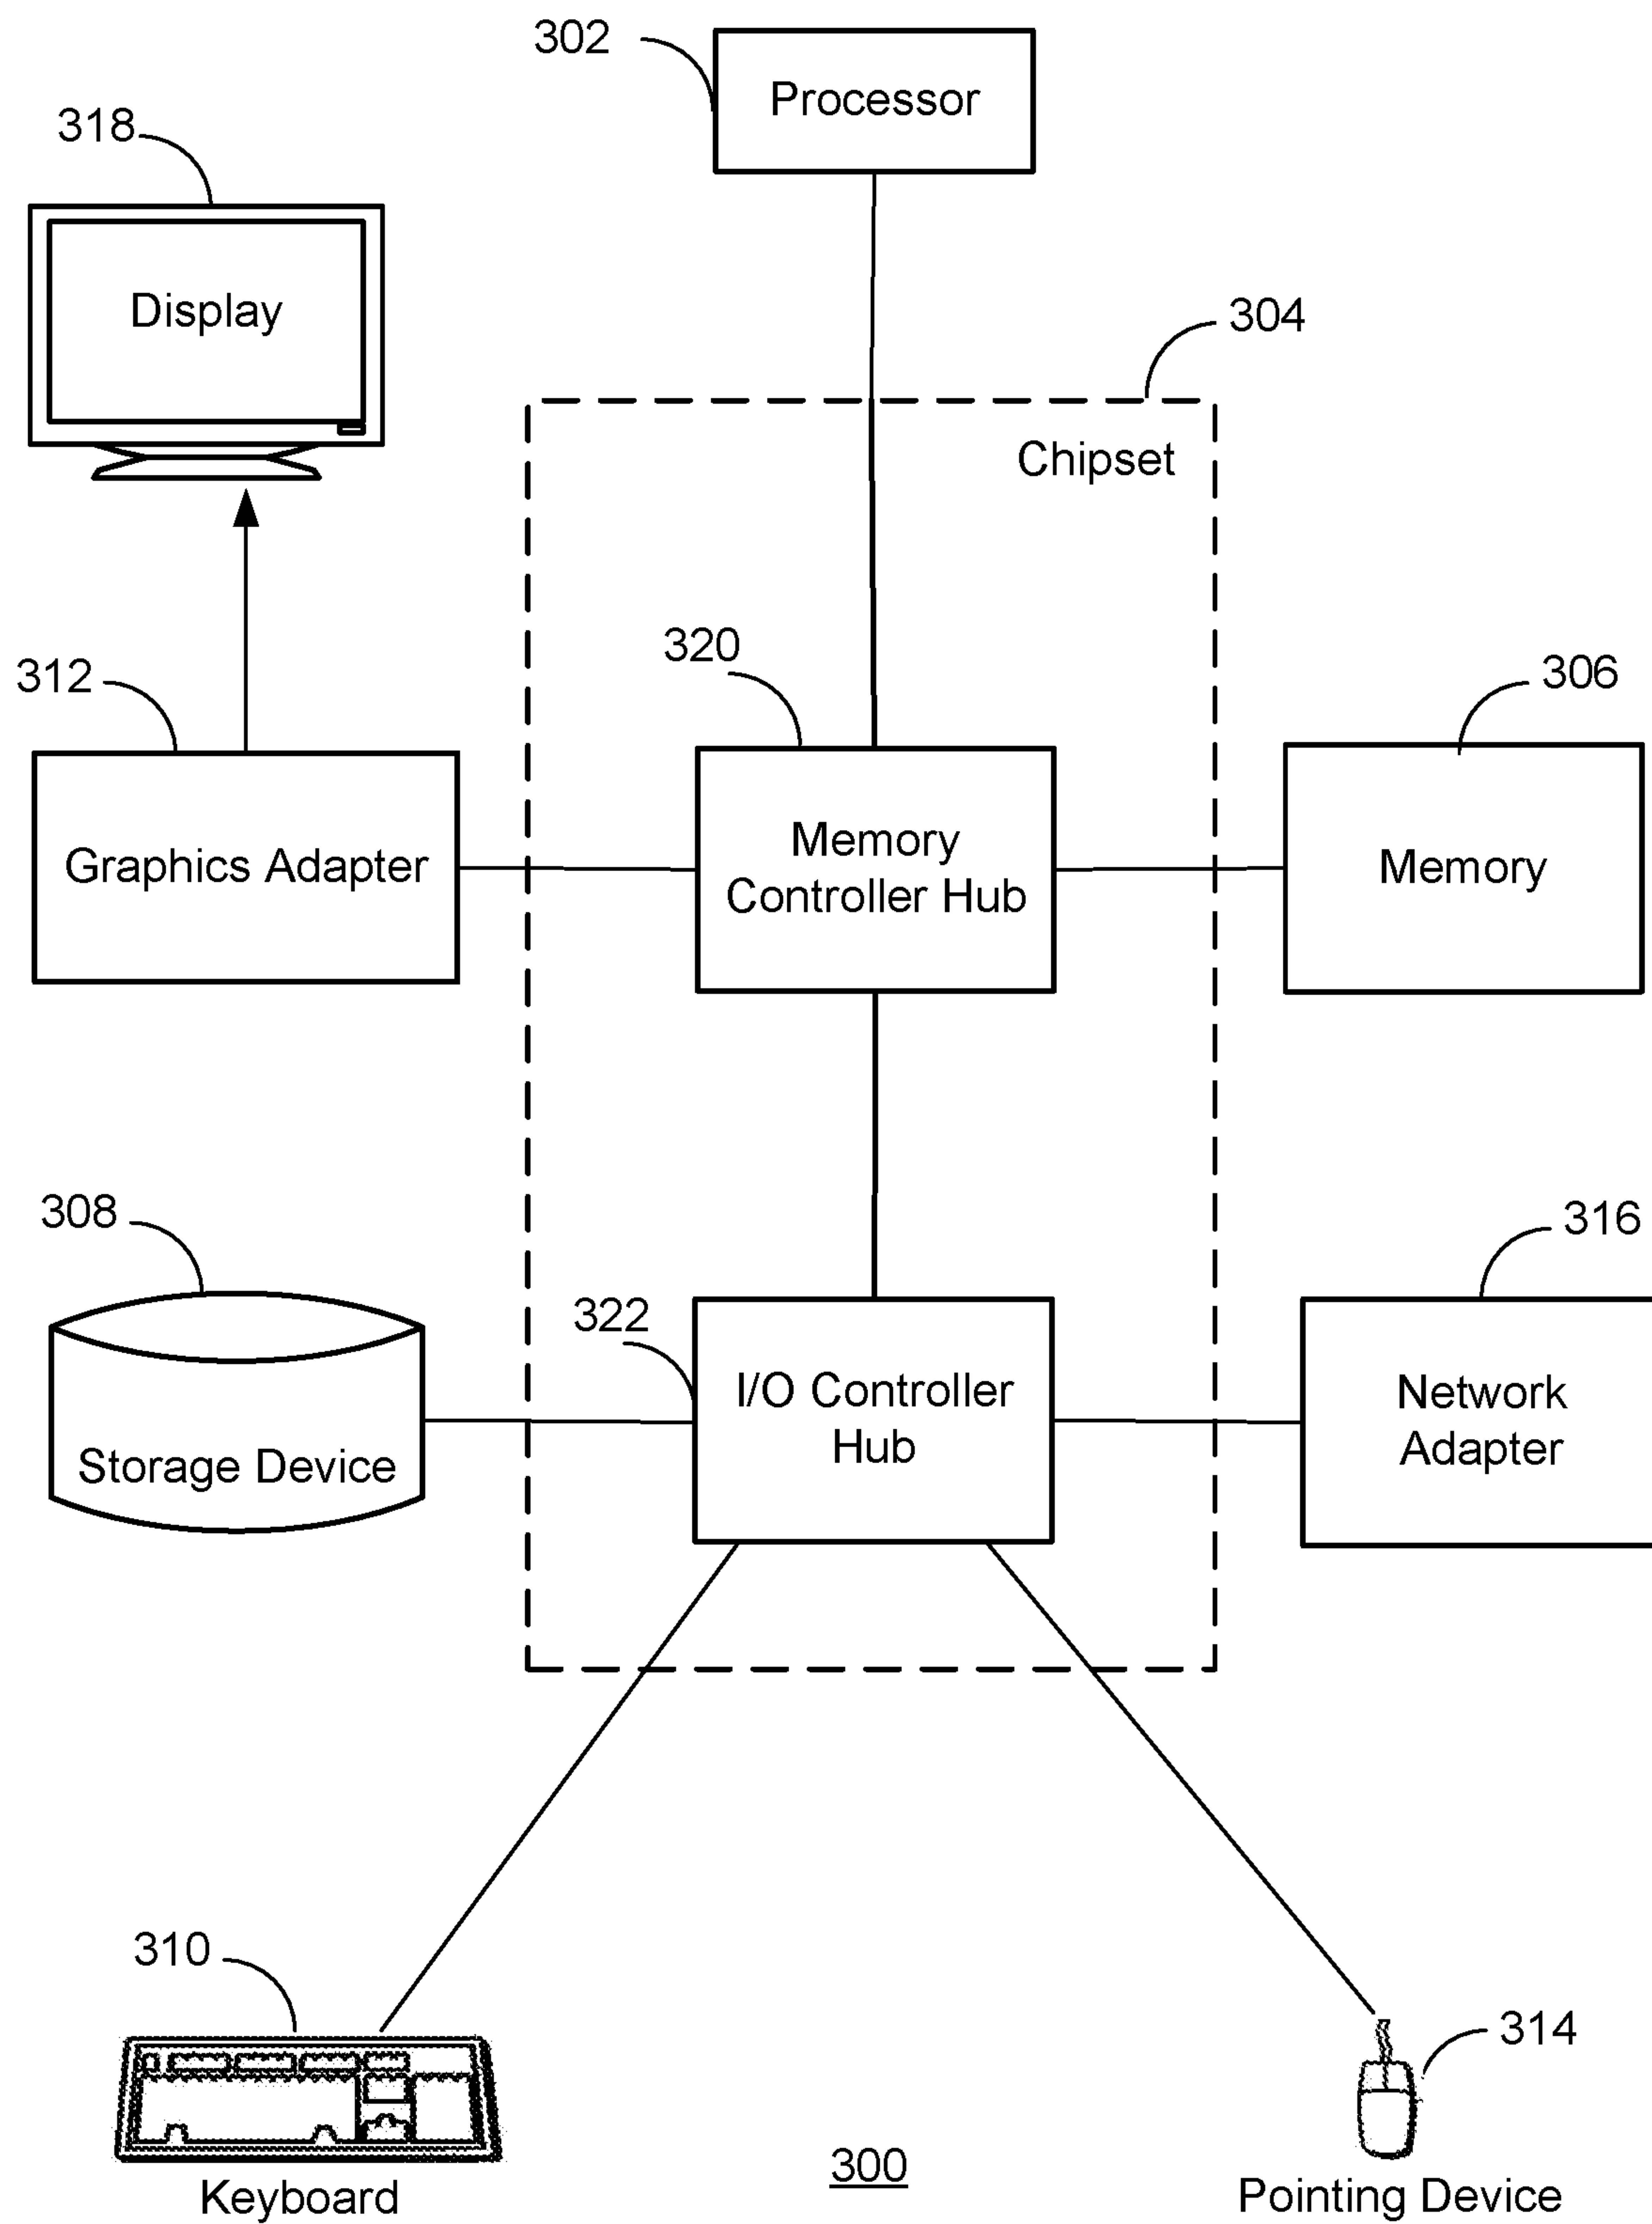 302
Processor
318
Display
304
Chipset
320
312
306
Graphics Adapter
Memory
Controller Hub
Memory
308
316
322
I/O Controller
Hub
Storage Device
Network
Adapter
310
314
300
Keyboard
Pointing Device